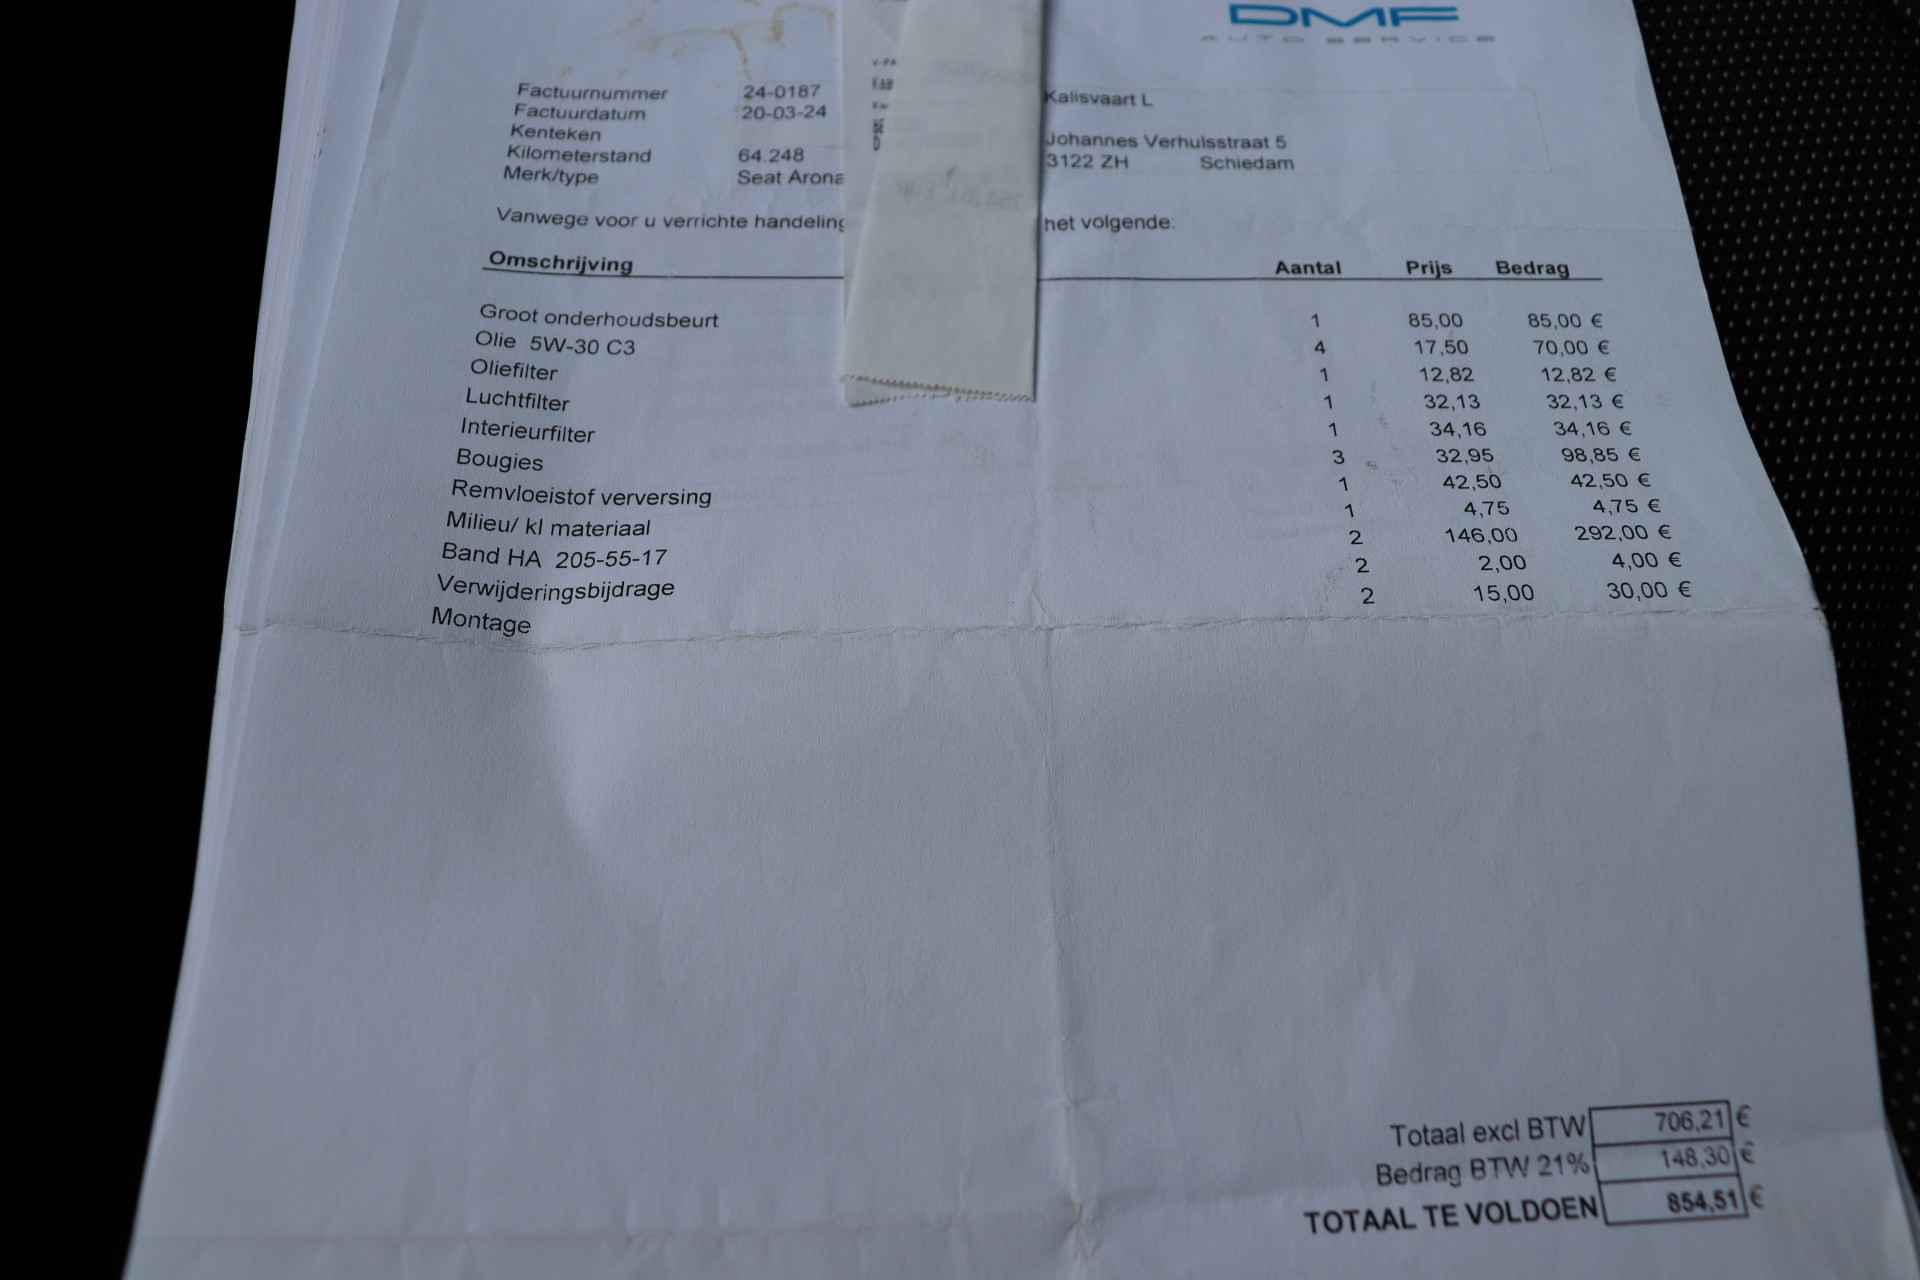 DMF
AUTO SERVICE
Factuurnummer 24-0187
Factuurdatum 20-03-24
Kenteken
Kilometerstand 64.248
Merk/type Seat Arona
Kalisvaart L
Johannes Verhulsstraat 5
3122 ZH Schiedam
Vanwege voor u verrichte handeling het volgende:
Omschrijving Aantal Prijs Bedrag
Groot onderhoudsbeurt 1 85,00 85,00 €
Olie 5W-30 C3 4 17,50 70,00 €
Oliefilter 1 12,82 12,82 €
Luchtfilter 1 32,13 32,13 €
Interieurfilter 1 34,16 34,16 €
Bougies 3 32,95 98,85 €
Remvloeistof verversing 1 42,50 42,50 €
Milieu/ kl materiaal 1 4,75 4,75 €
Band HA 205-55-17 2 146,00 292,00 €
Verwijderingsbijdrage 2 2,00 4,00 €
Montage 2 15,00 30,00 €
Totaal excl BTW 706,21 €
Bedrag BTW 21% 148,30 €
TOTAAL TE VOLDOEN 854,51 €